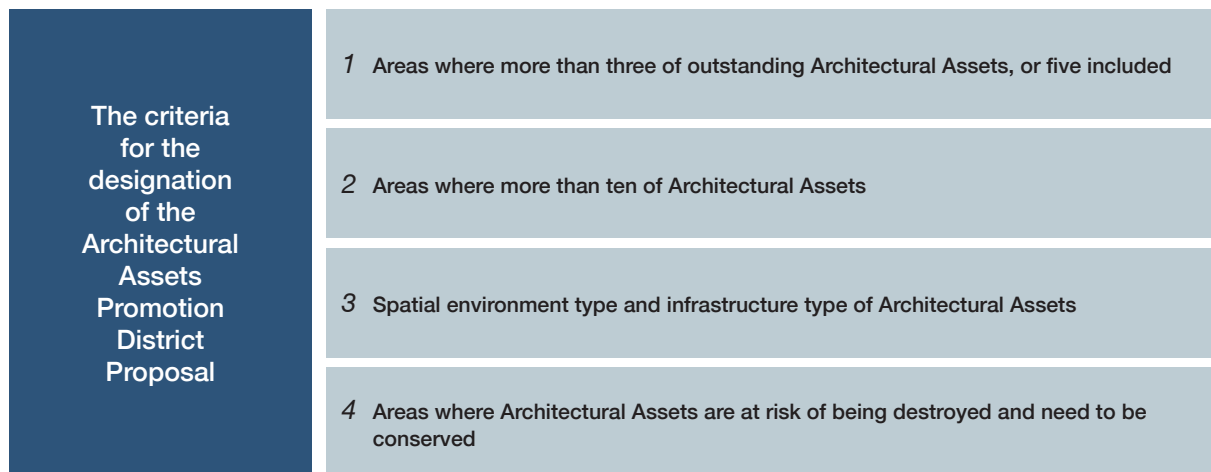 The criteria
for the
designation
of the
Architectural
Assets
Promotion
District
Proposal
1 Areas where more than three of outstanding Architectural Assets, or five included
2 Areas where more than ten of Architectural Assets
3 Spatial environment type and infrastructure type of Architectural Assets
4 Areas where Architectural Assets are at risk of being destroyed and need to be
conserved